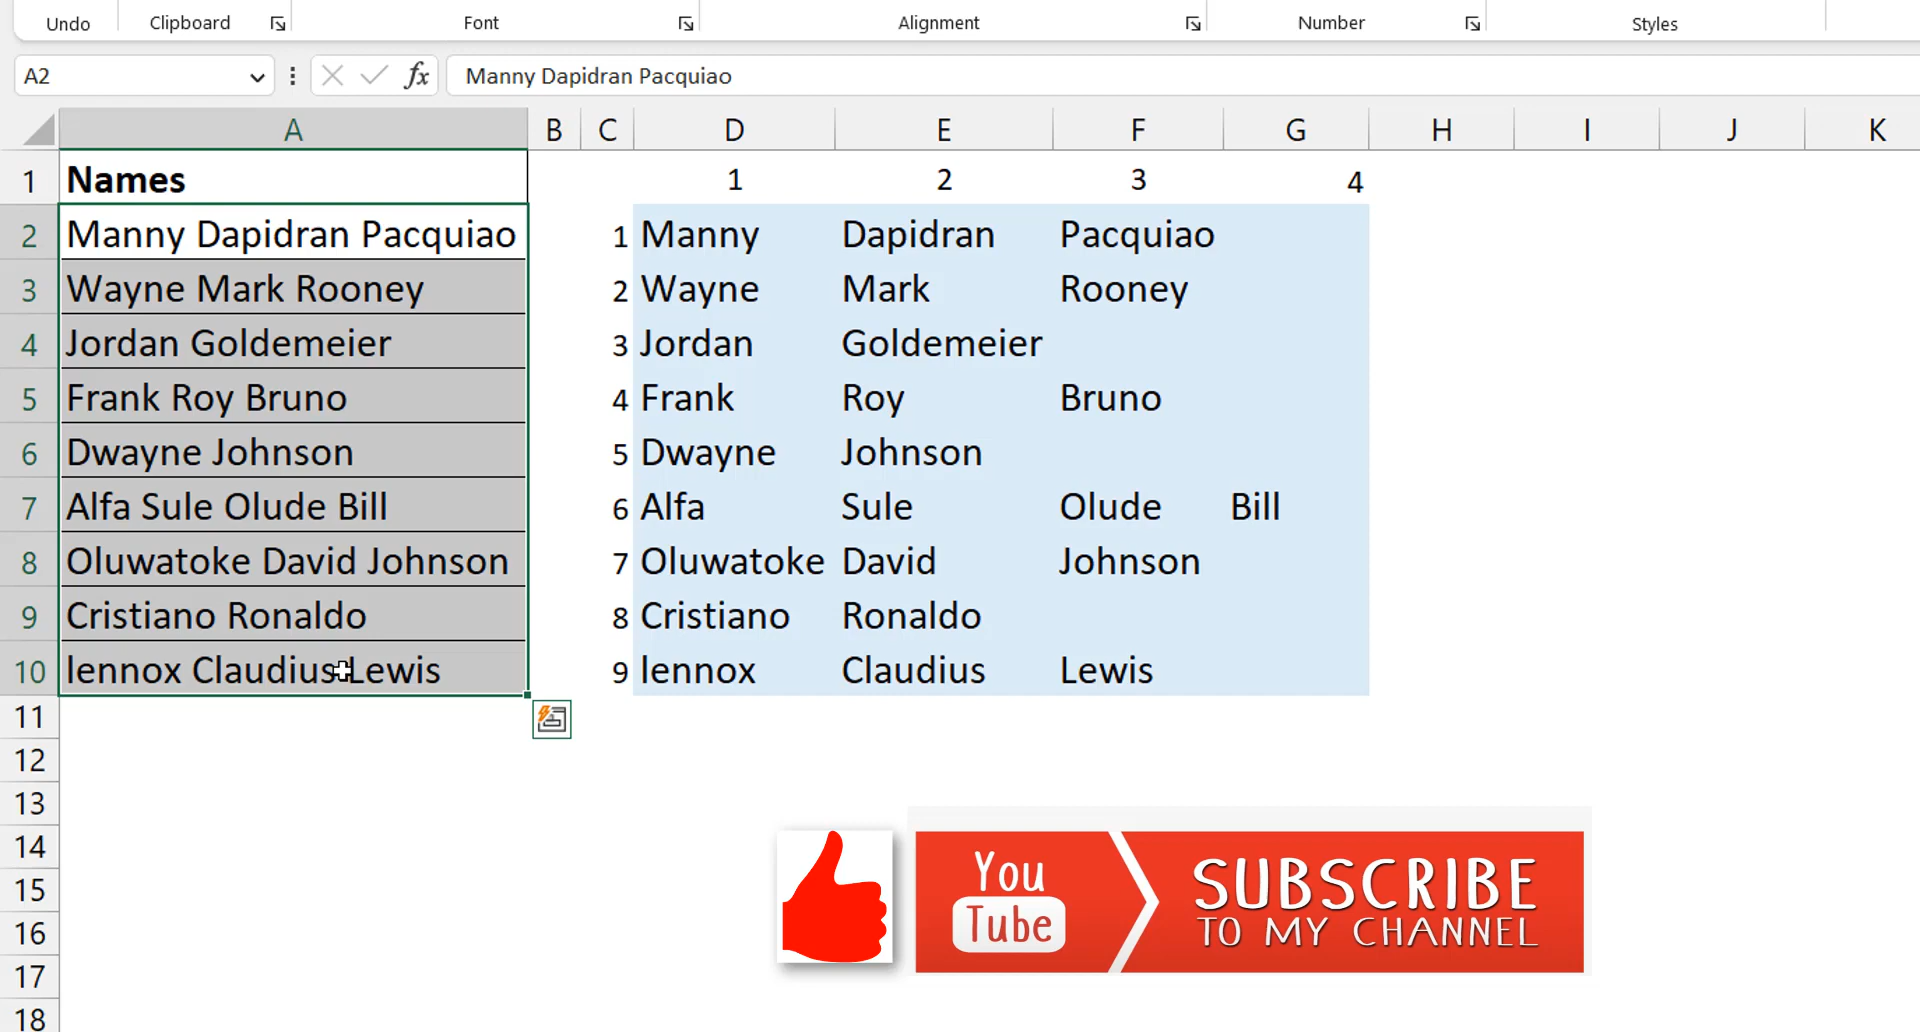 Undo Clipboard Font Alignment Number Styles
A2 fx Manny Dapidran Pacquiao
A B C D E F G H I J K
1 Names 1 2 3 4
2 Manny Dapidran Pacquiao 1 Manny Dapidran Pacquiao
3 Wayne Mark Rooney 2 Wayne Mark Rooney
4 Jordan Goldemeier 3 Jordan Goldemeier
5 Frank Roy Bruno 4 Frank Roy Bruno
6 Dwayne Johnson 5 Dwayne Johnson
7 Alfa Sule Olude Bill 6 Alfa Sule Olude Bill
8 Oluwatoke David Johnson 7 Oluwatoke David Johnson
9 Cristiano Ronaldo 8 Cristiano Ronaldo
10 lennox Claudius Lewis 9 lennox Claudius Lewis
11
12
13
14
15
16
17
18
You
Tube
SUBSCRIBE
TO MY CHANNEL